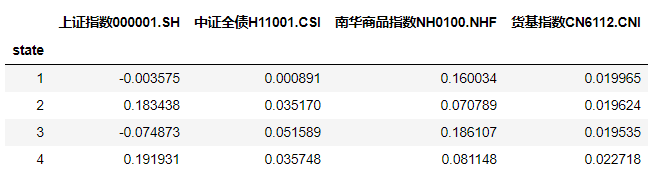 上证指数000001.SH 中证全债H11001.CSI 南华商品指数NH0100.NHF 货基指数CN6112.CNI
state
1 -0.003575 0.000891 0.160034 0.019965
2 0.183438 0.035170 0.070789 0.019624
3 -0.074873 0.051589 0.186107 0.019535
4 0.191931 0.035748 0.081148 0.022718